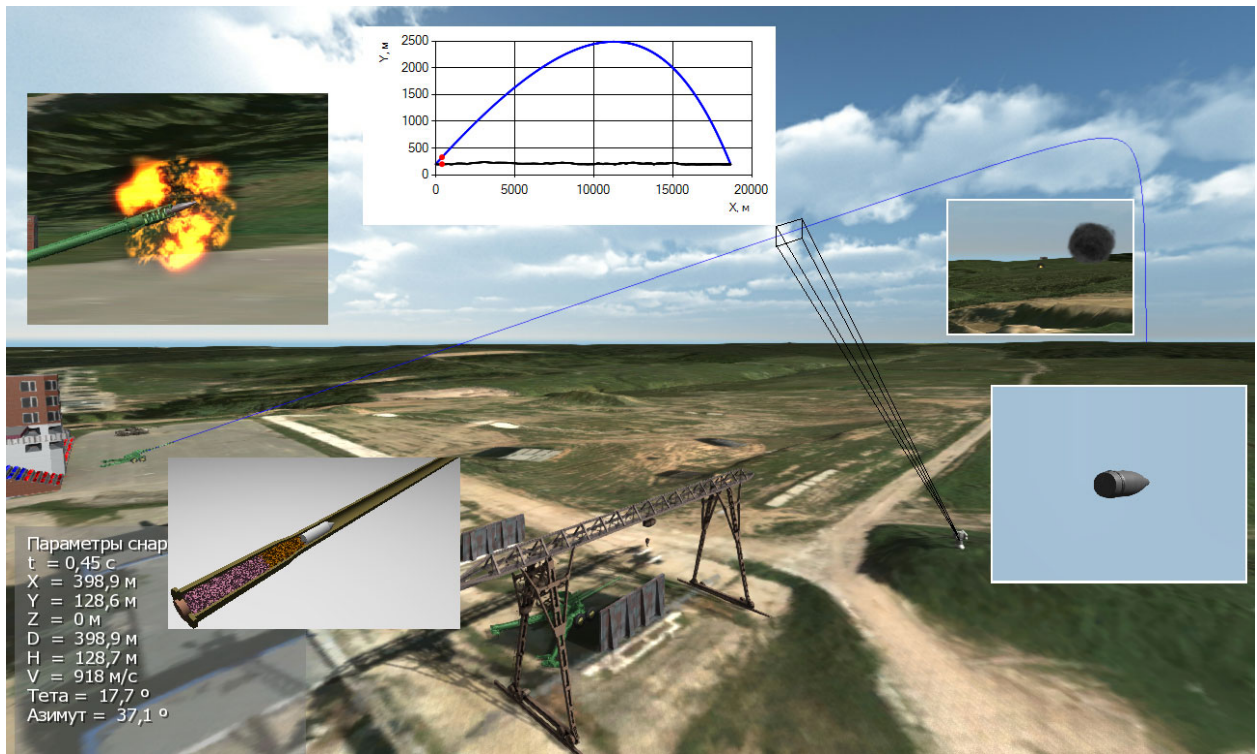 Y, м
2500
2000
1500
1000
500
0
0 5000 10000 15000 20000
X, м
Параметры снар
t = 0,45 с
X = 398,9 м
Y = 128,6 м
Z = 0 м
D = 398,9 м
H = 128,7 м
V = 918 м/с
Тета = 17,7 º
Азимут = 37,1 º